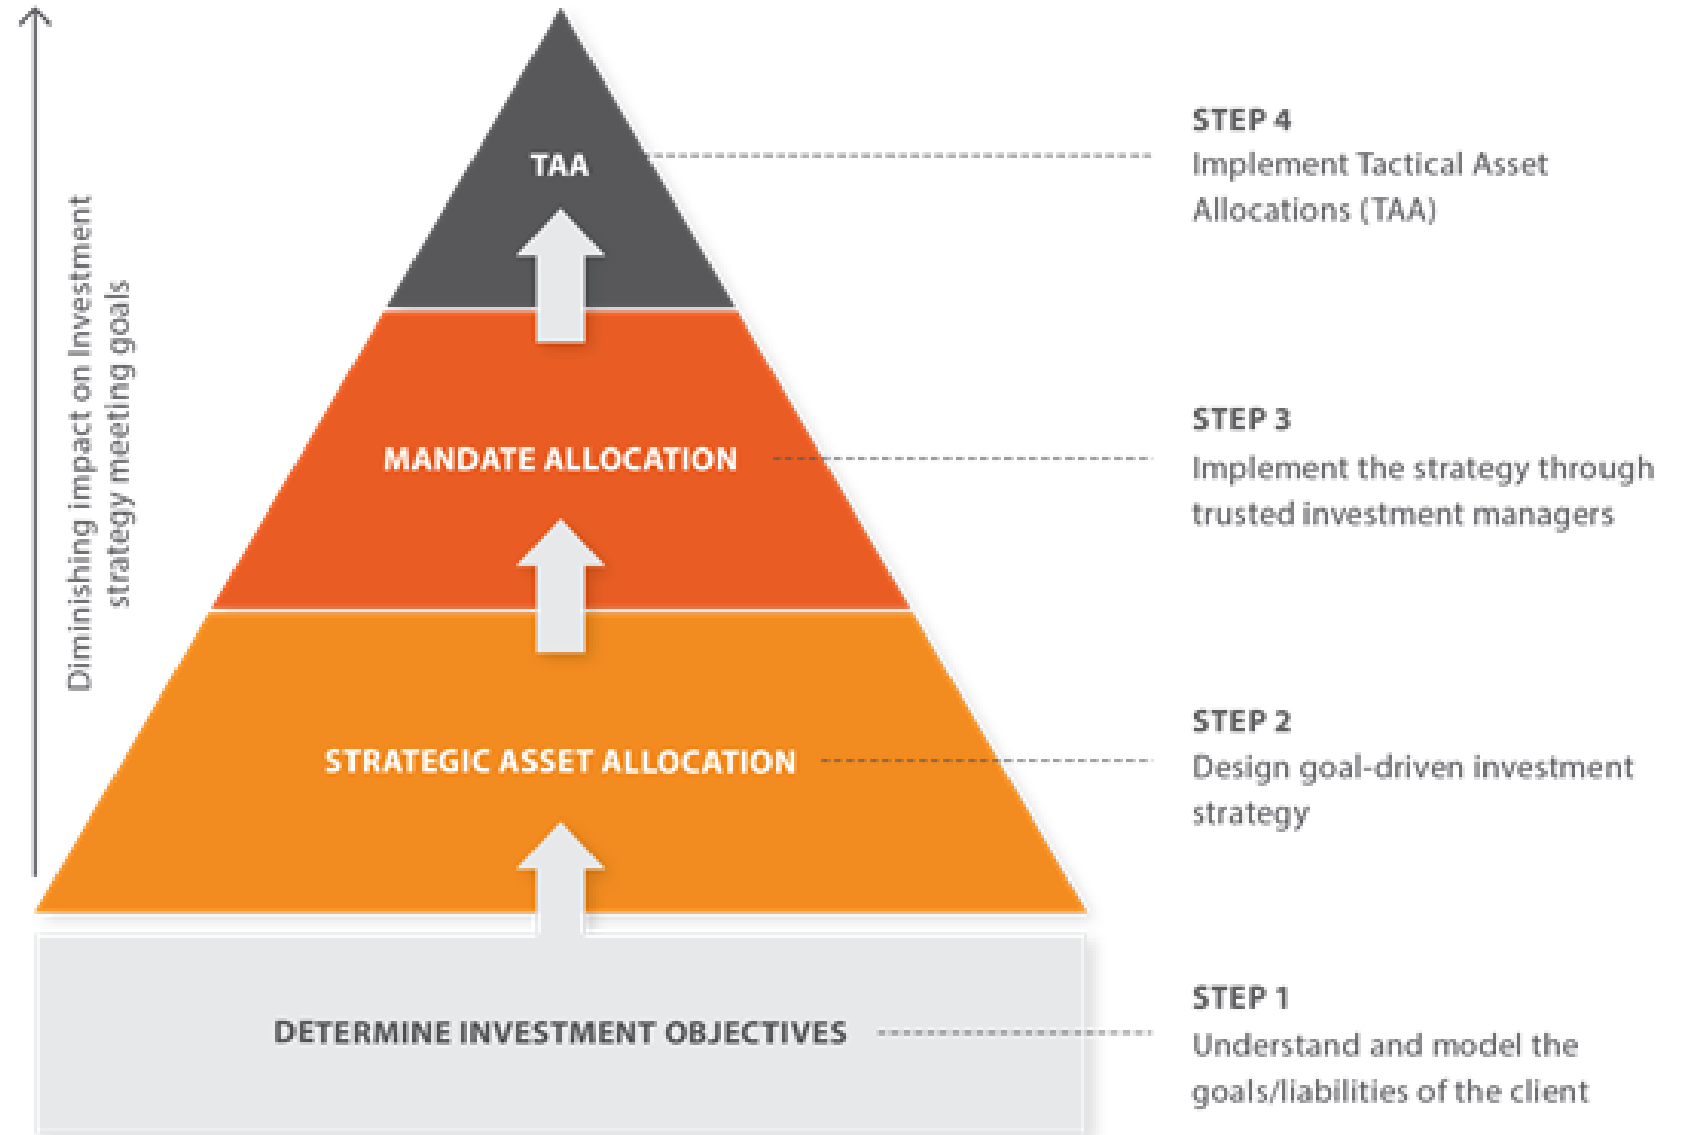 Diminishing impact on Investment
strategy meeting goals
TAA
STEP 4
Implement Tactical Asset
Allocations (TAA)
MANDATE ALLOCATION
STEP 3
Implement the strategy through
trusted investment managers
STRATEGIC ASSET ALLOCATION
STEP 2
Design goal-driven investment
strategy
DETERMINE INVESTMENT OBJECTIVES
STEP 1
Understand and model the
goals/liabilities of the client